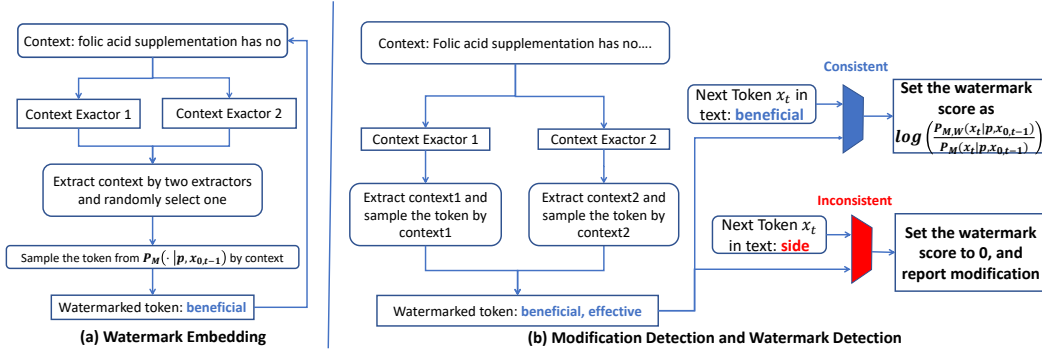 Context: folic acid supplementation has no
Context Exactor 1
Context Exactor 2
Extract context by two extractors
and randomly select one
Sample the token from P_M(· |p, x_{0,t−1}) by context
Watermarked token: beneficial
(a) Watermark Embedding
Context: Folic acid supplementation has no....
Context Exactor 1
Context Exactor 2
Extract context1 and
sample the token by
context1
Extract context2 and
sample the token by
context2
Watermarked token: beneficial, effective
Next Token x_t in
text: beneficial
Consistent
Set the watermark
score as
log (P_{M,W}(x_t|p,x_{0,t−1}) / P_M(x_t|p,x_{0,t−1}))
Next Token x_t
in text: side
Inconsistent
Set the watermark
score to 0, and
report modification
(b) Modification Detection and Watermark Detection